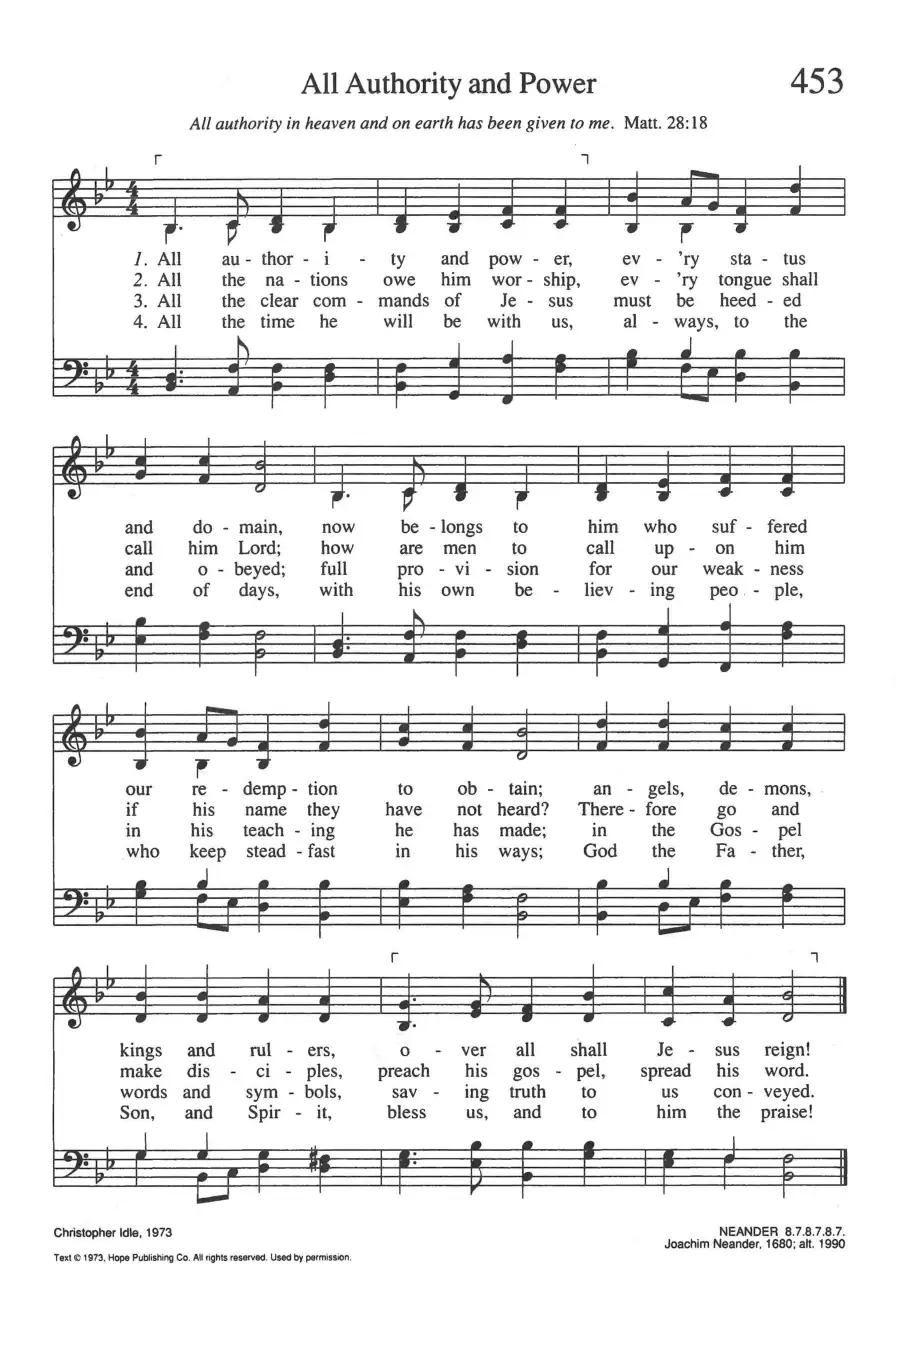 All Authority and Power 453
All authority in heaven and on earth has been given to me. Matt. 28:18
1. All au - thor - i - ty and pow - er, ev - 'ry sta - tus
2. All the na - tions owe him wor - ship, ev - 'ry tongue shall
3. All the clear com - mands of Je - sus must be heed - ed
4. All the time he will be with us, al - ways, to the
and do - main, now be - longs to him who suf - fered
call him Lord; how are men to call up - on him
and o - beyed; full pro - vi - sion for our weak - ness
end of days, with his own be - liev - ing peo - ple,
our re - demp - tion to ob - tain; an - gels, de - mons,
if his name they have not heard? There - fore go and
in his teach - ing he has made; in the Gos - pel
who keep stead - fast in his ways; God the Fa - ther,
kings and rul - ers, o - ver all shall Je - sus reign!
make dis - ci - ples, preach his gos - pel, spread his word.
words and sym - bols, sav - ing truth to us con - veyed.
Son, and Spir - it, bless us, and to him the praise!
Christopher Idle, 1973 NEANDER 8.7.8.7.8.7.
Joachim Neander, 1680; alt. 1990
Text © 1973, Hope Publishing Co. All rights reserved. Used by permission.